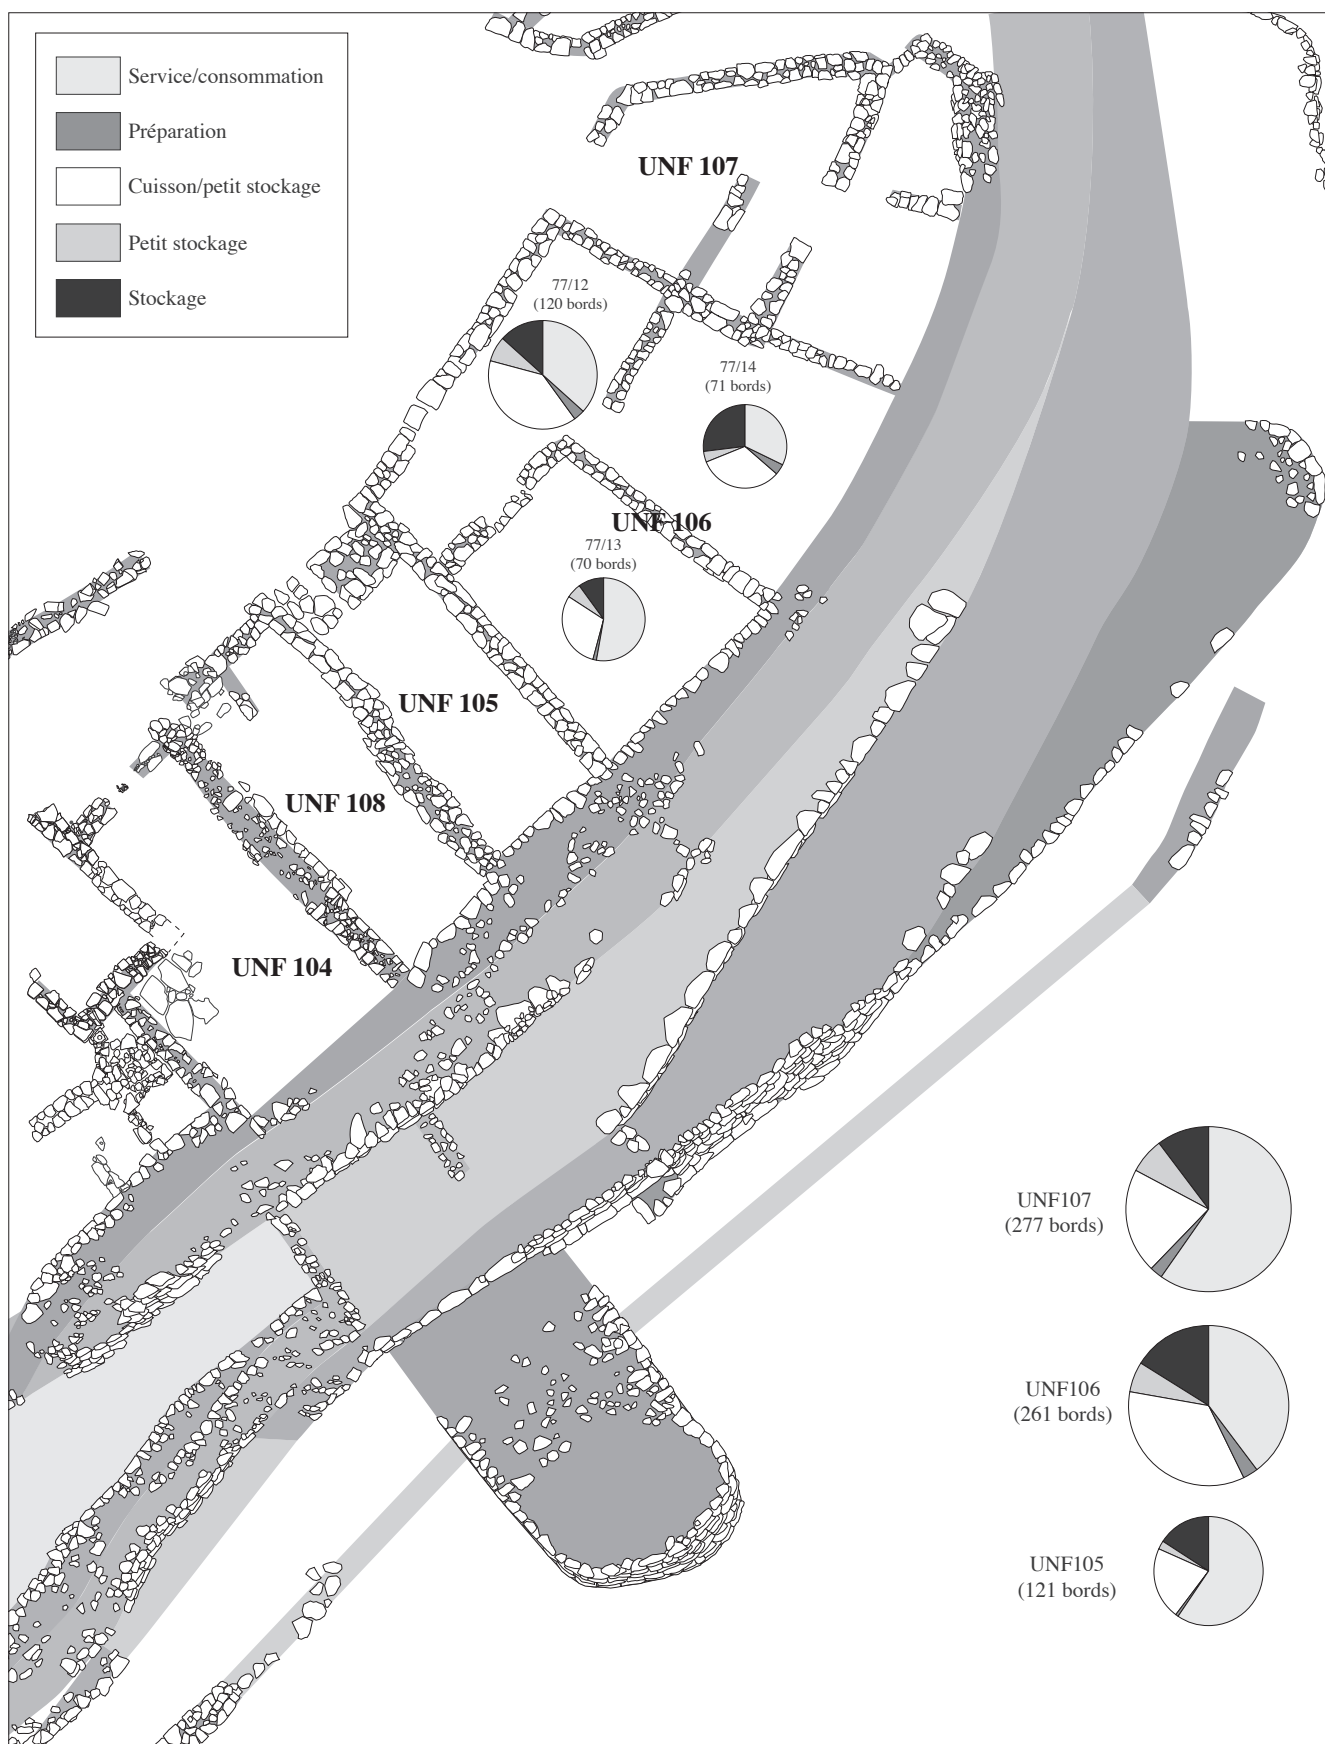 Service/consommation
Préparation
Cuisson/petit stockage
Petit stockage
Stockage
UNF 107
77/12
(120 bords)
77/14
(71 bords)
UNF 106
77/13
(70 bords)
UNF 105
UNF 108
UNF 104
UNF107
(277 bords)
UNF106
(261 bords)
UNF105
(121 bords)